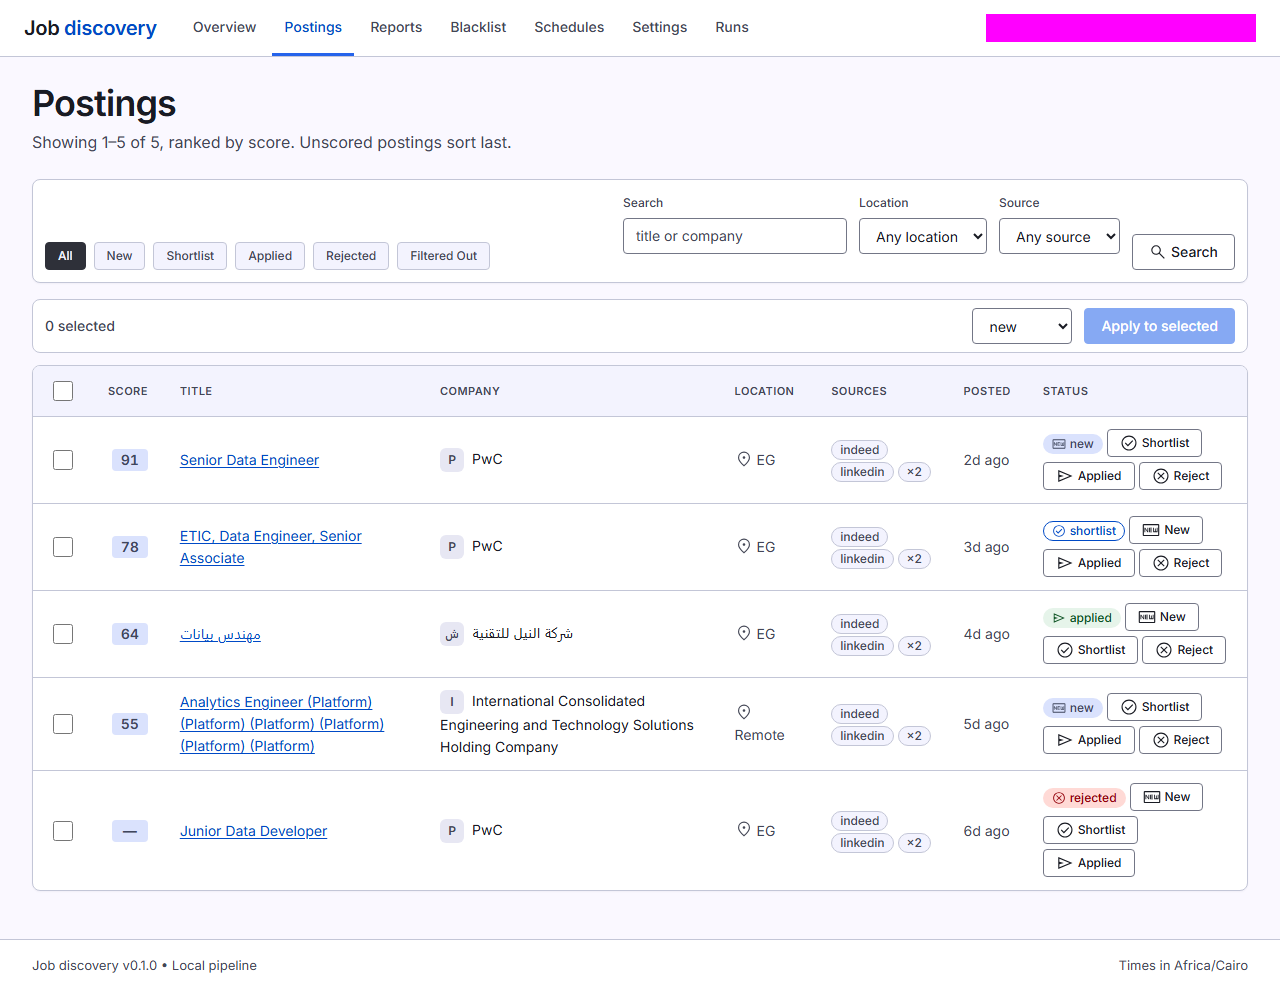 Job discovery
Overview
Postings
Reports
Blacklist
Schedules
Settings
Runs
Postings
Showing 1–5 of 5, ranked by score. Unscored postings sort last.
Search
Location
Source
title or company
Any location
Any source
Search
All
New
Shortlist
Applied
Rejected
Filtered Out
0 selected
new
Apply to selected
SCORE
TITLE
COMPANY
LOCATION
SOURCES
POSTED
STATUS
91
Senior Data Engineer
P PwC
EG
indeed
linkedin ×2
2d ago
NEW new
Shortlist
Applied
Reject
78
ETIC, Data Engineer, Senior
Associate
P PwC
EG
indeed
linkedin ×2
3d ago
shortlist
NEW New
Applied
Reject
64
مهندس بيانات
ش شركة النيل للتقنية
EG
indeed
linkedin ×2
4d ago
applied
NEW New
Shortlist
Reject
55
Analytics Engineer (Platform)
(Platform) (Platform) (Platform)
(Platform) (Platform)
I International Consolidated
Engineering and Technology Solutions
Holding Company
Remote
indeed
linkedin ×2
5d ago
NEW new
Shortlist
Applied
Reject
—
Junior Data Developer
P PwC
EG
indeed
linkedin ×2
6d ago
rejected
NEW New
Shortlist
Applied
Job discovery v0.1.0 • Local pipeline
Times in Africa/Cairo